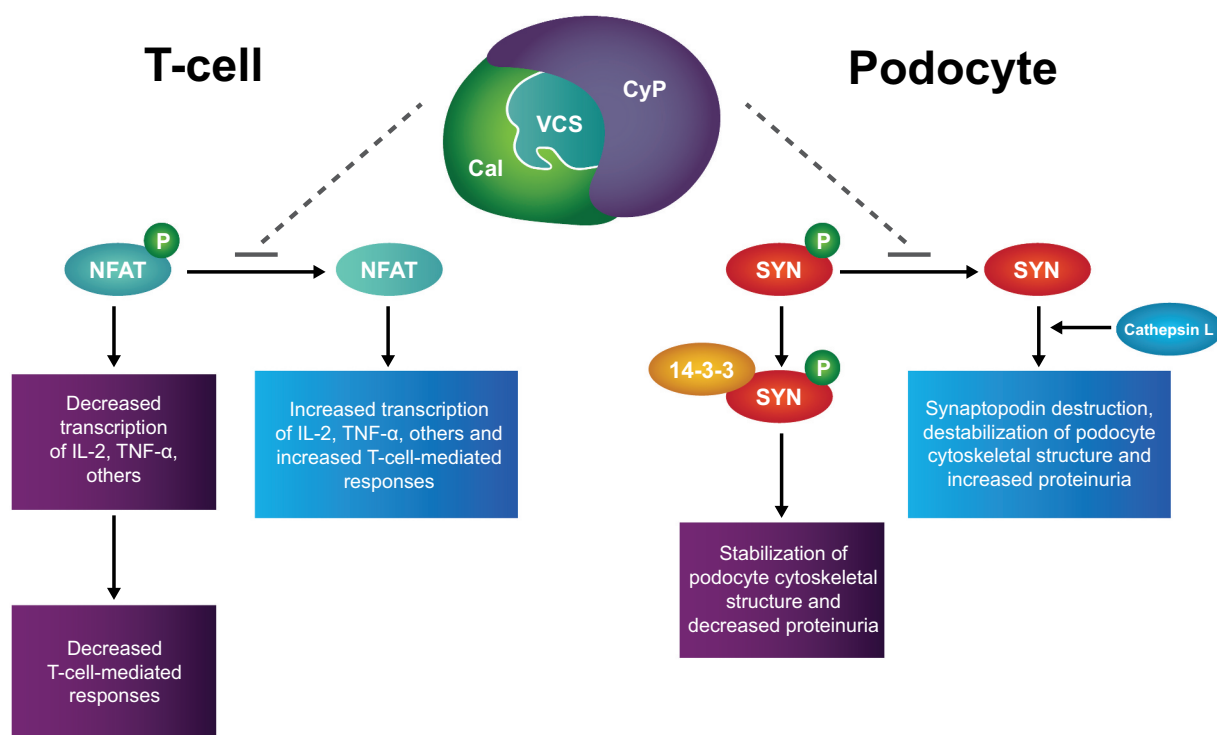 T-cell
Podocyte
CyP
VCS
Cal
P
NFAT
NFAT
P
SYN
SYN
Cathepsin L
14-3-3
P
SYN
Decreased
transcription
of IL-2, TNF-α,
others
Increased transcription
of IL-2, TNF-α, others and
increased T-cell-mediated
responses
Synaptopodin destruction,
destabilization of podocyte
cytoskeletal structure and
increased proteinuria
Stabilization of
podocyte cytoskeletal
structure and
decreased proteinuria
Decreased
T-cell-mediated
responses